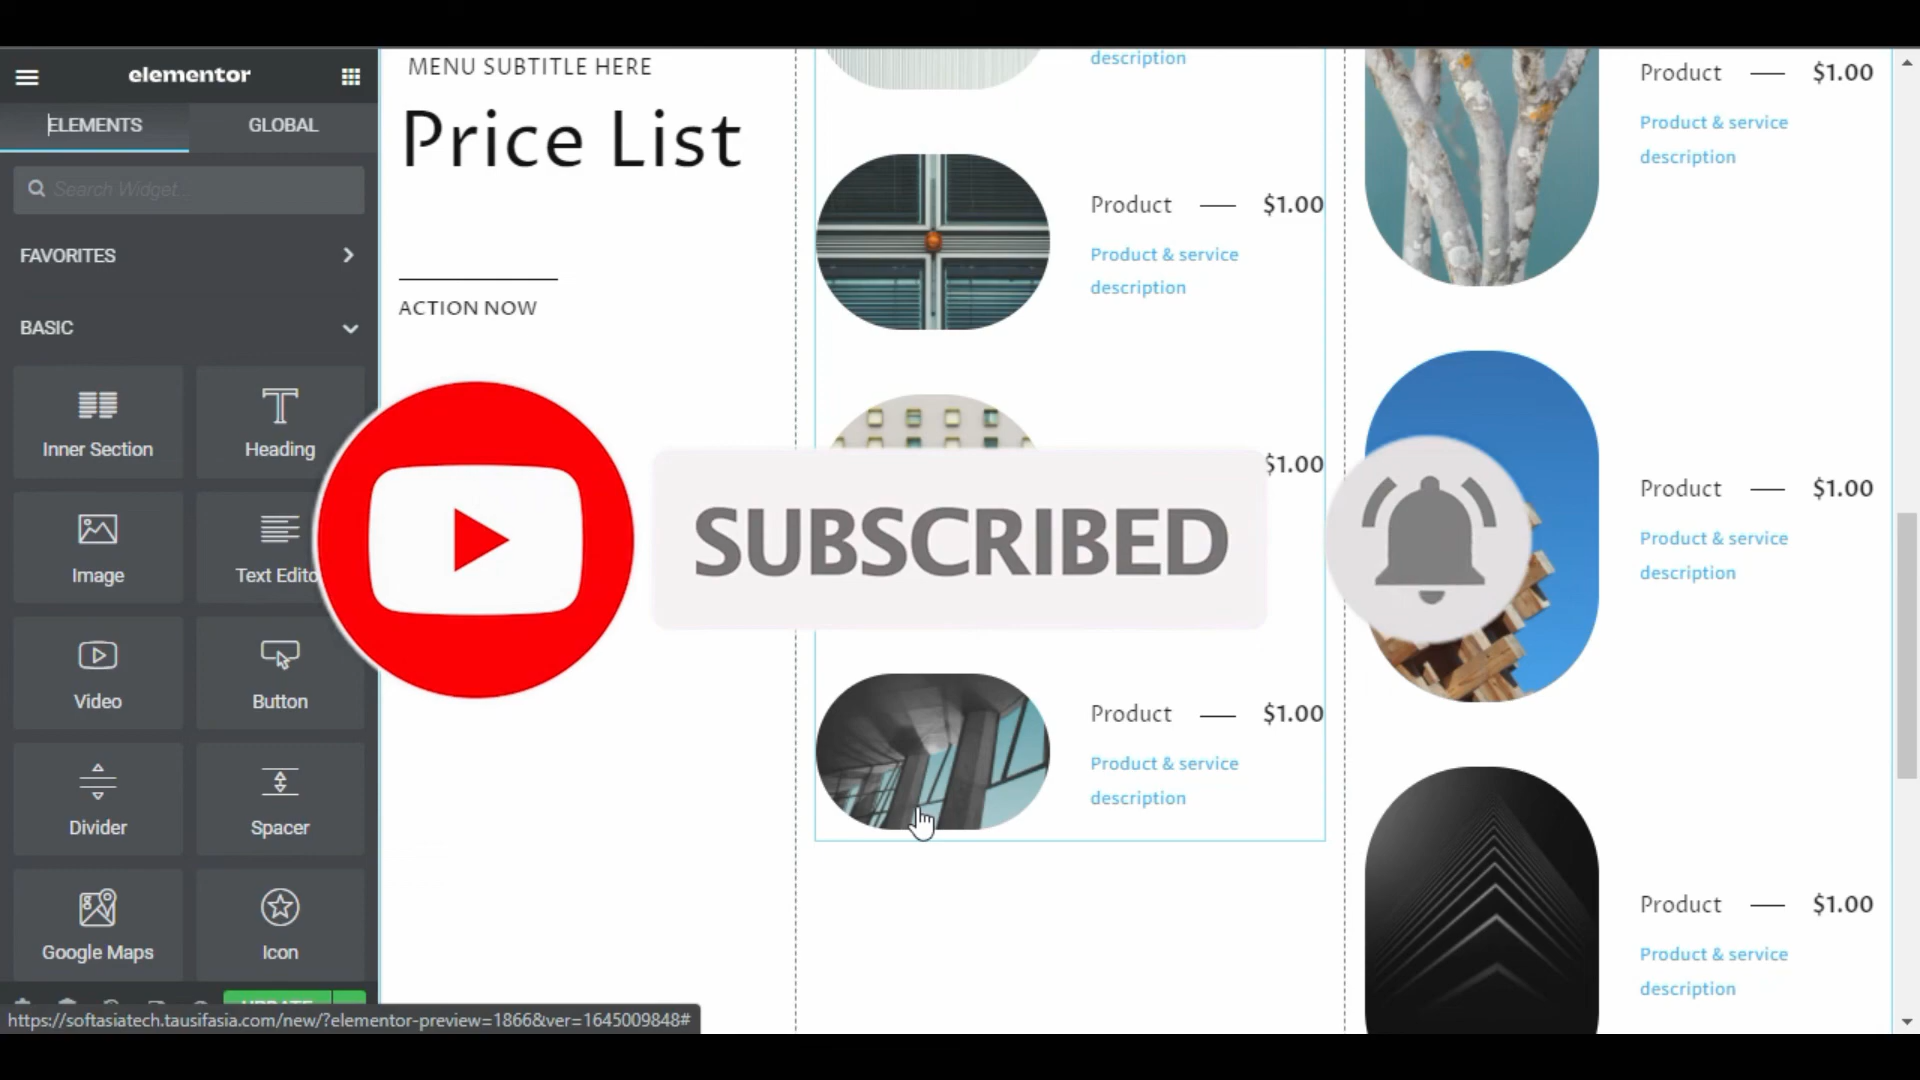 elementor
ELEMENTS
GLOBAL
Search Widget...
FAVORITES
BASIC
Inner Section
Heading
Image
Text Edito
Video
Button
Divider
Spacer
Google Maps
Icon
UPDATE
https://softasiatech.tausifasia.com/new/?elementor-preview=1866&ver=1645009848#
MENU SUBTITLE HERE
Price List
ACTION NOW
description
Product $1.00
Product & service
description
$1.00
Product $1.00
Product & service
description
Product $1.00
Product & service
description
Product $1.00
Product & service
description
Product $1.00
Product & service
description
SUBSCRIBED